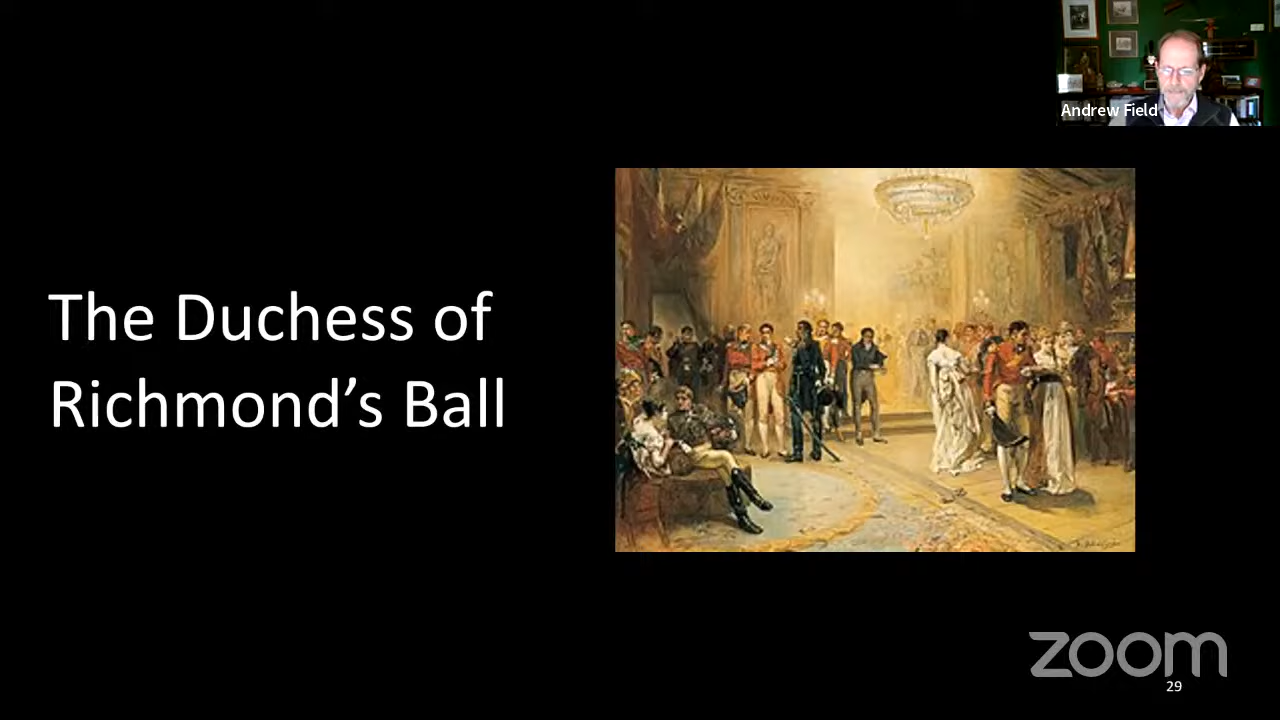 Andrew Field
The Duchess of
Richmond’s Ball
zoom
29